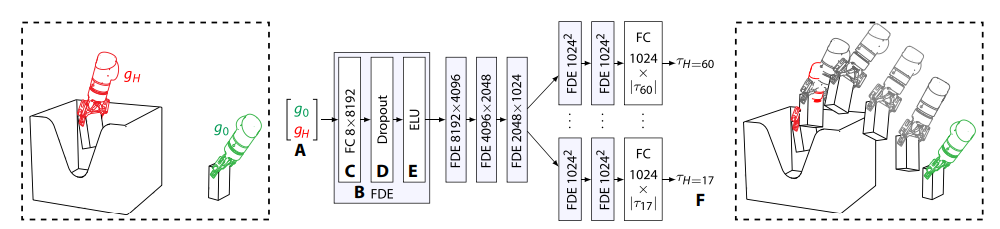 g_H
g_0
[g_0
g_H]
A
FC 8×8192
C
Dropout
D
ELU
E
B FDE
FDE 8192×4096
FDE 4096×2048
FDE 2048×1024
FDE 1024²
FDE 1024²
FC
1024
×
|τ_60|
τ_H=60
⋮ ⋮ ⋮
FDE 1024²
FDE 1024²
FC
1024
×
|τ_17|
τ_H=17
F